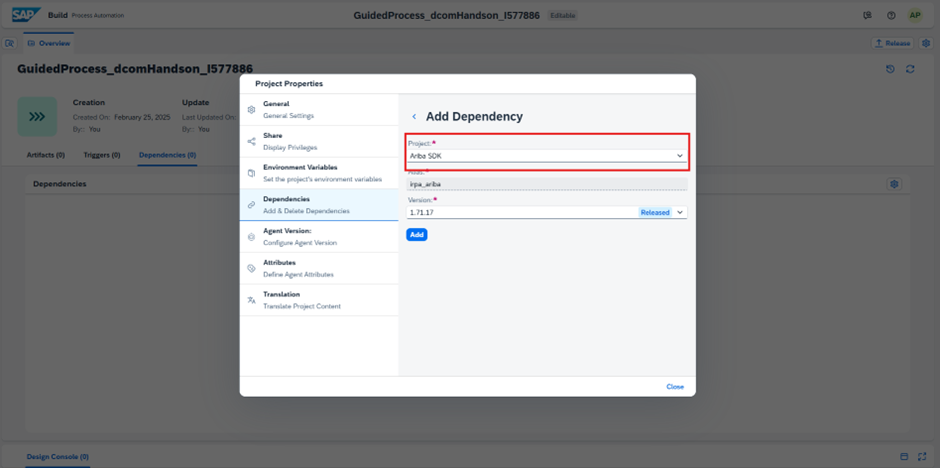 SAP Build Process Automation
GuidedProcess_dcomHandson_I577886 Editable
AP
Overview
Release
GuidedProcess_dcomHandson_I577886
Creation
Created On: February 25, 2025
By: You
Update
Last Updated On:
By: You
Artifacts (0) Triggers (0) Dependencies (0)
Dependencies
Project Properties
General
General Settings
Share
Display Privileges
Environment Variables
Set the project's environment variables
Dependencies
Add & Delete Dependencies
Agent Version:
Configure Agent Version
Attributes
Define Agent Attributes
Translation
Translate Project Content
Add Dependency
Project:*
Ariba SDK
irpa_ariba
Version:*
1.71.17 Released
Add
Close
Design Console (0)